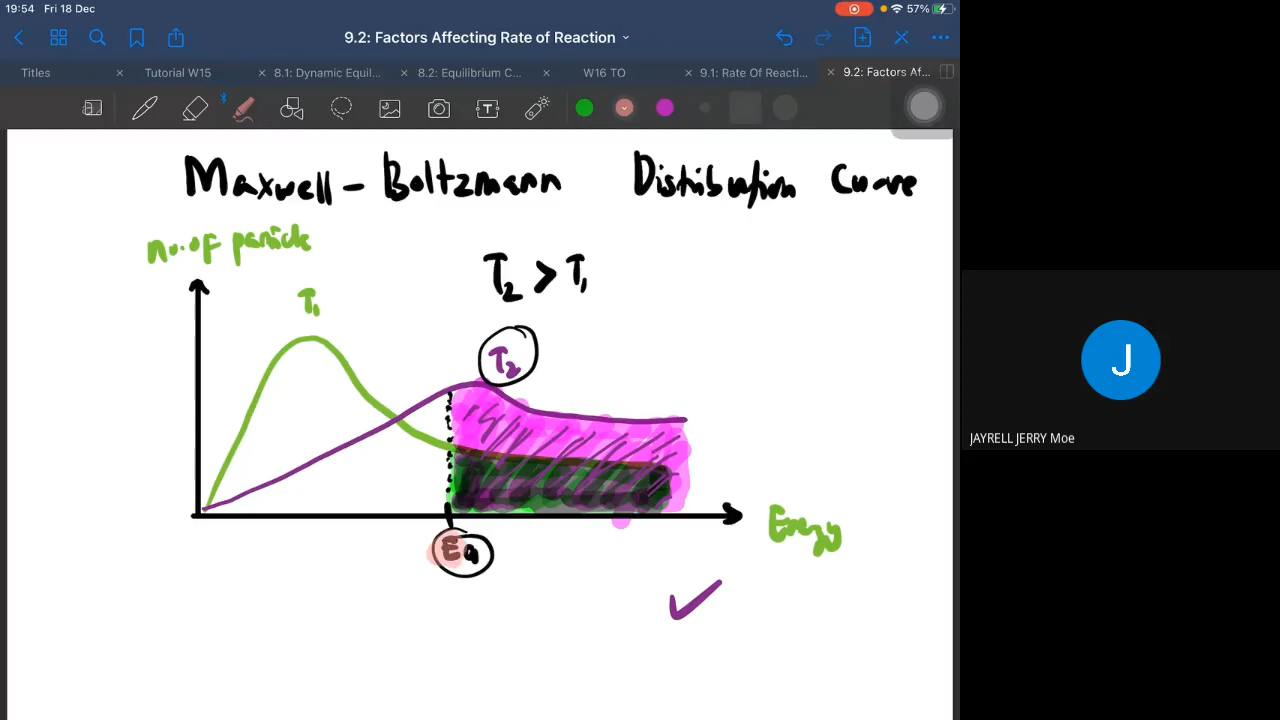 19:54 Fri 18 Dec
57%
9.2: Factors Affecting Rate of Reaction
Titles
Tutorial W15
8.1: Dynamic Equil...
8.2: Equilibrium C...
W16 TO
9.1: Rate Of Reacti...
9.2: Factors Af...
T
Maxwell - Boltzmann Distribution Curve
no. of particle
T2 > T1
T1
T2
Ea
Energy
J
JAYRELL JERRY Moe